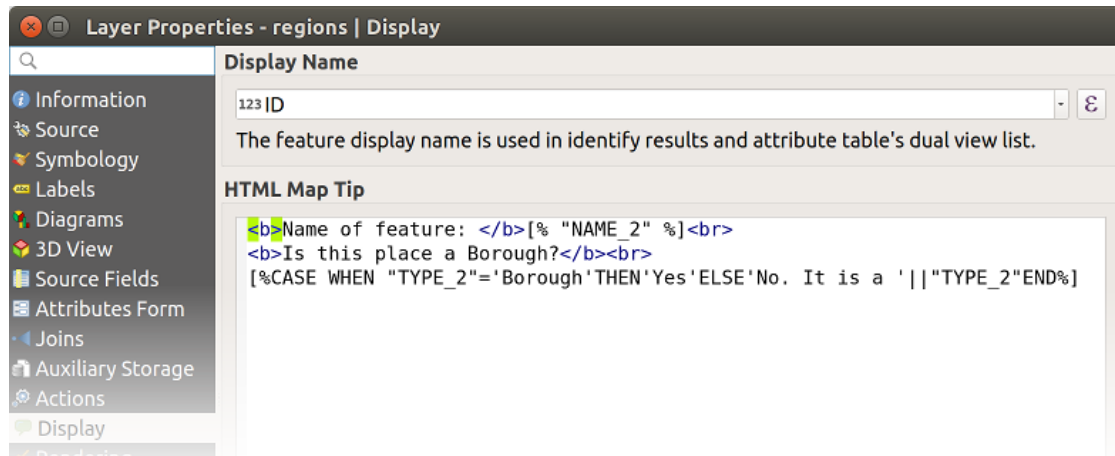 Layer Properties - regions | Display
Information
Source
Symbology
Labels
Diagrams
3D View
Source Fields
Attributes Form
Joins
Auxiliary Storage
Actions
Display
Rendering
Display Name
123 ID
ε
The feature display name is used in identify results and attribute table's dual view list.
HTML Map Tip
<b>Name of feature: </b>[% "NAME_2" %]<br>
<b>Is this place a Borough?</b><br>
[%CASE WHEN "TYPE_2"='Borough'THEN'Yes'ELSE'No. It is a '||"TYPE_2"END%]